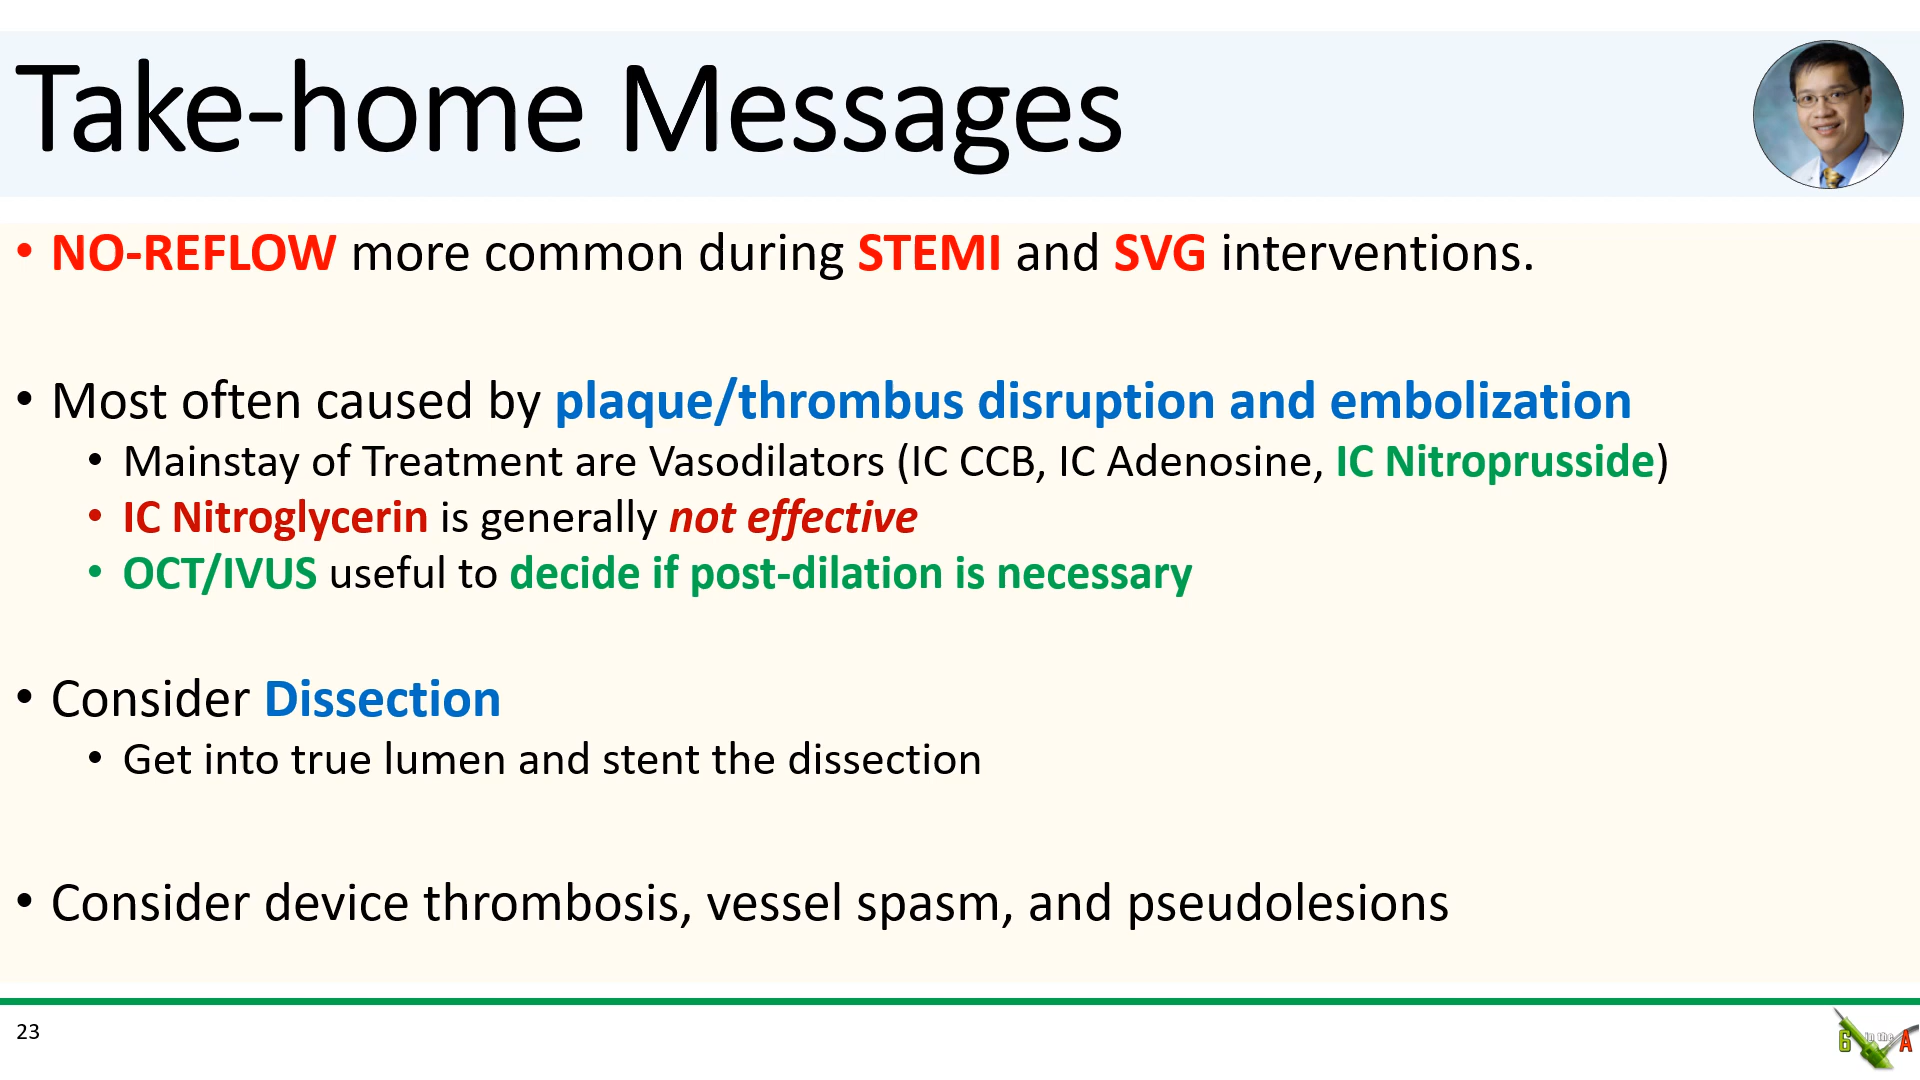 Take-home Messages
• NO-REFLOW more common during STEMI and SVG interventions.
• Most often caused by plaque/thrombus disruption and embolization
• Mainstay of Treatment are Vasodilators (IC CCB, IC Adenosine, IC Nitroprusside)
• IC Nitroglycerin is generally not effective
• OCT/IVUS useful to decide if post-dilation is necessary
• Consider Dissection
• Get into true lumen and stent the dissection
• Consider device thrombosis, vessel spasm, and pseudolesions
23
6 in the A